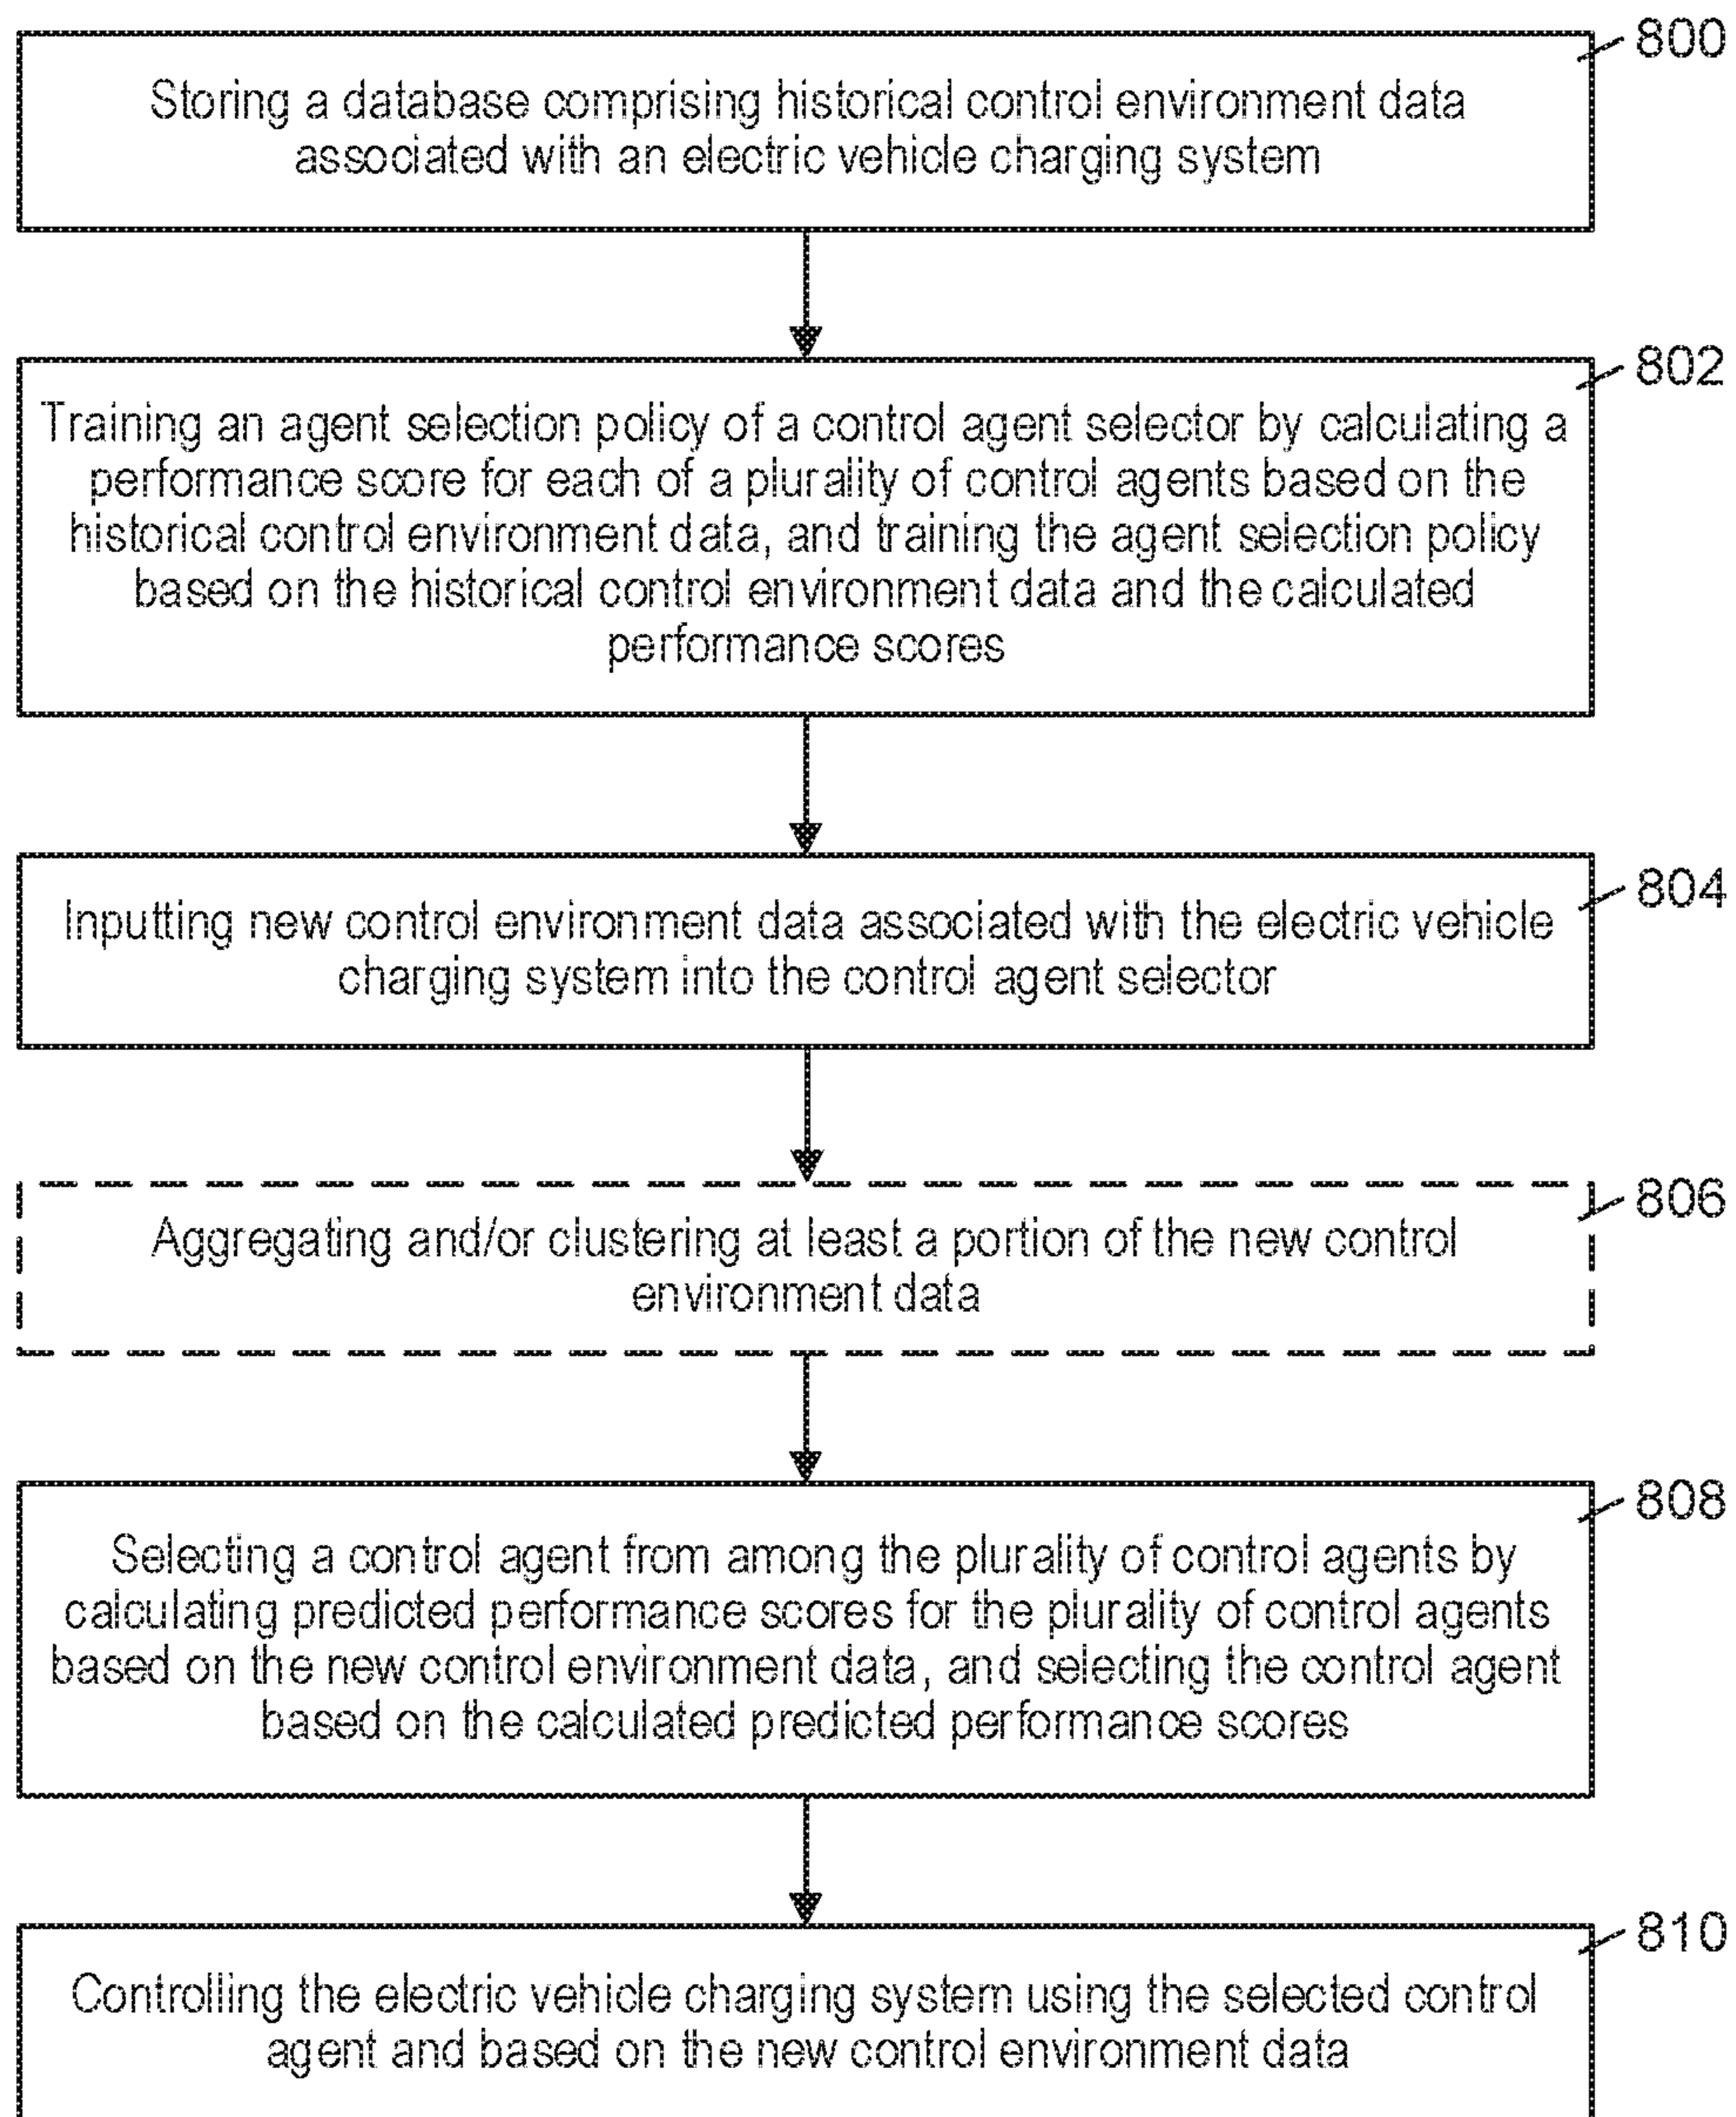 800
Storing a database comprising historical control environment data
associated with an electric vehicle charging system
802
Training an agent selection policy of a control agent selector by calculating a
performance score for each of a plurality of control agents based on the
historical control environment data, and training the agent selection policy
based on the historical control environment data and the calculated
performance scores
804
Inputting new control environment data associated with the electric vehicle
charging system into the control agent selector
806
Aggregating and/or clustering at least a portion of the new control
environment data
808
Selecting a control agent from among the plurality of control agents by
calculating predicted performance scores for the plurality of control agents
based on the new control environment data, and selecting the control agent
based on the calculated predicted performance scores
810
Controlling the electric vehicle charging system using the selected control
agent and based on the new control environment data